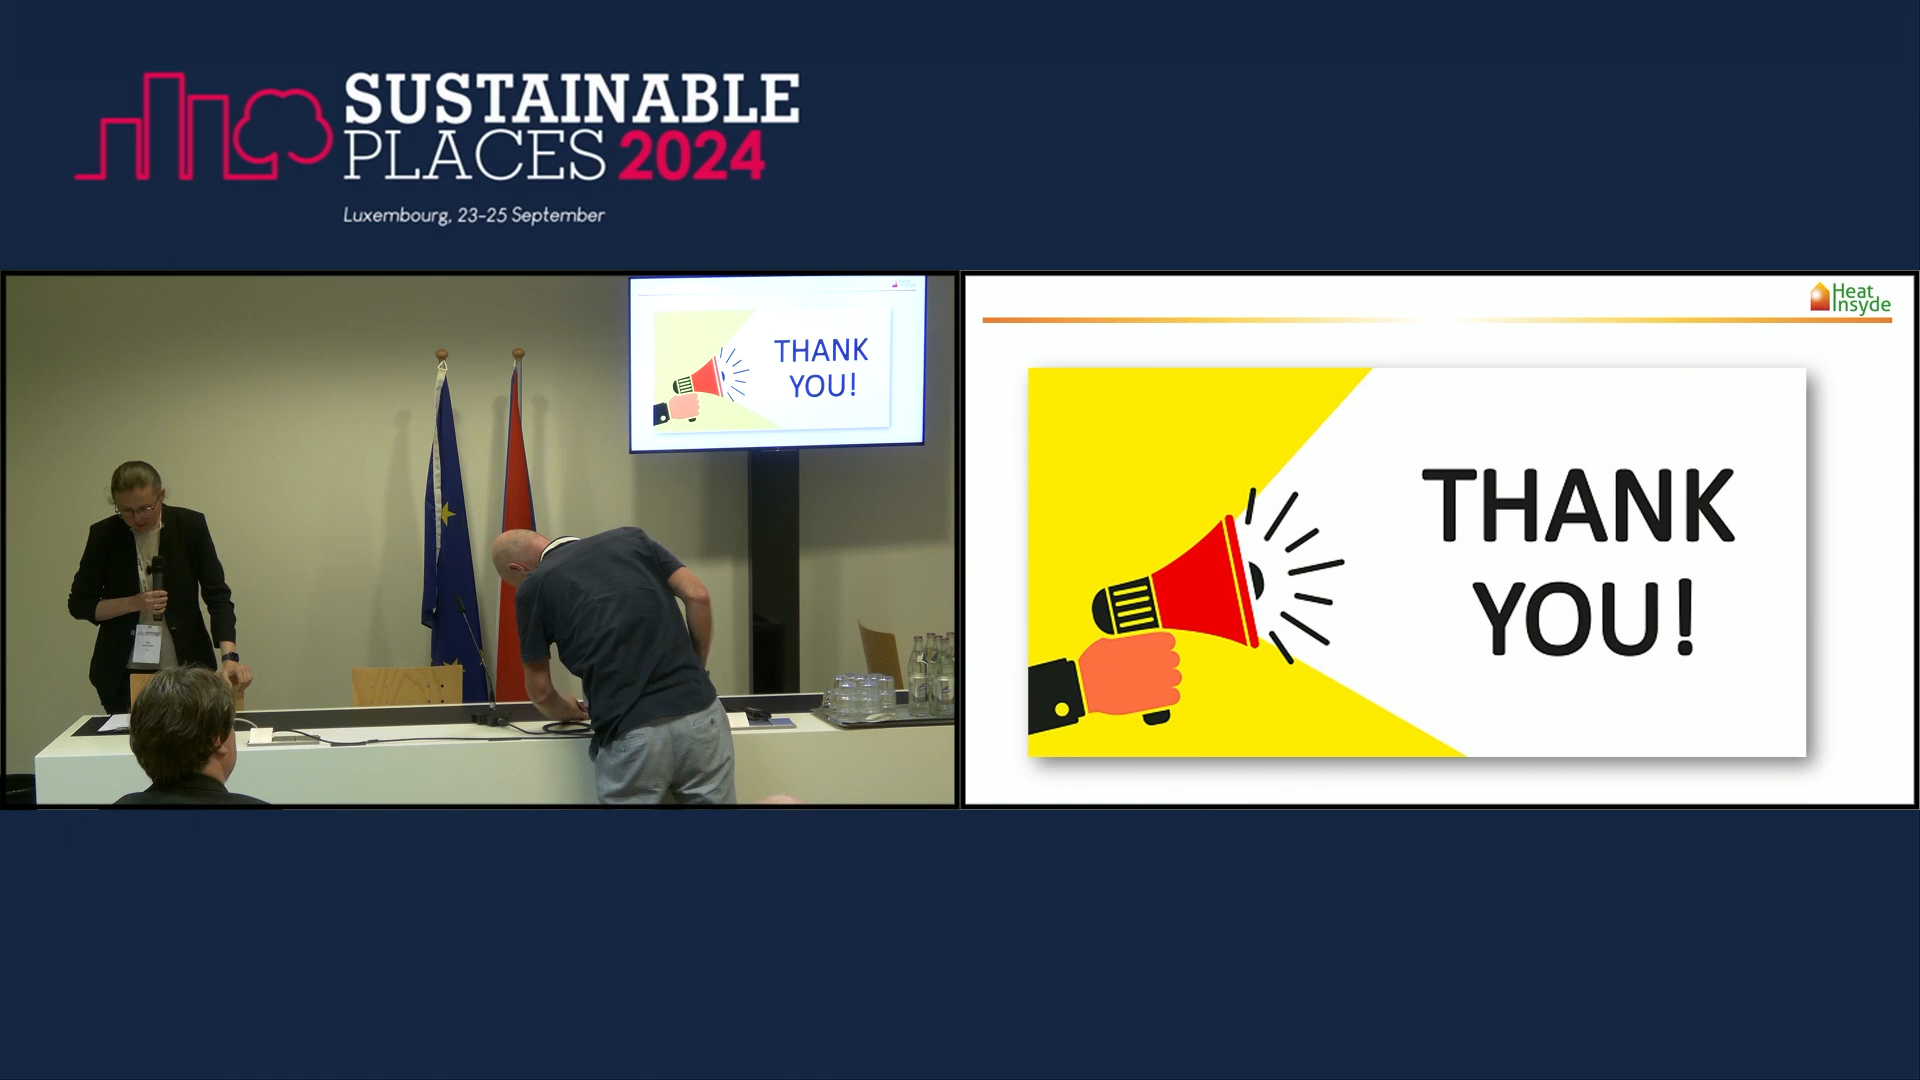 SUSTAINABLE
PLACES 2024
Luxembourg, 23-25 September
THANK
YOU!
Heat
Insyde
THANK
YOU!